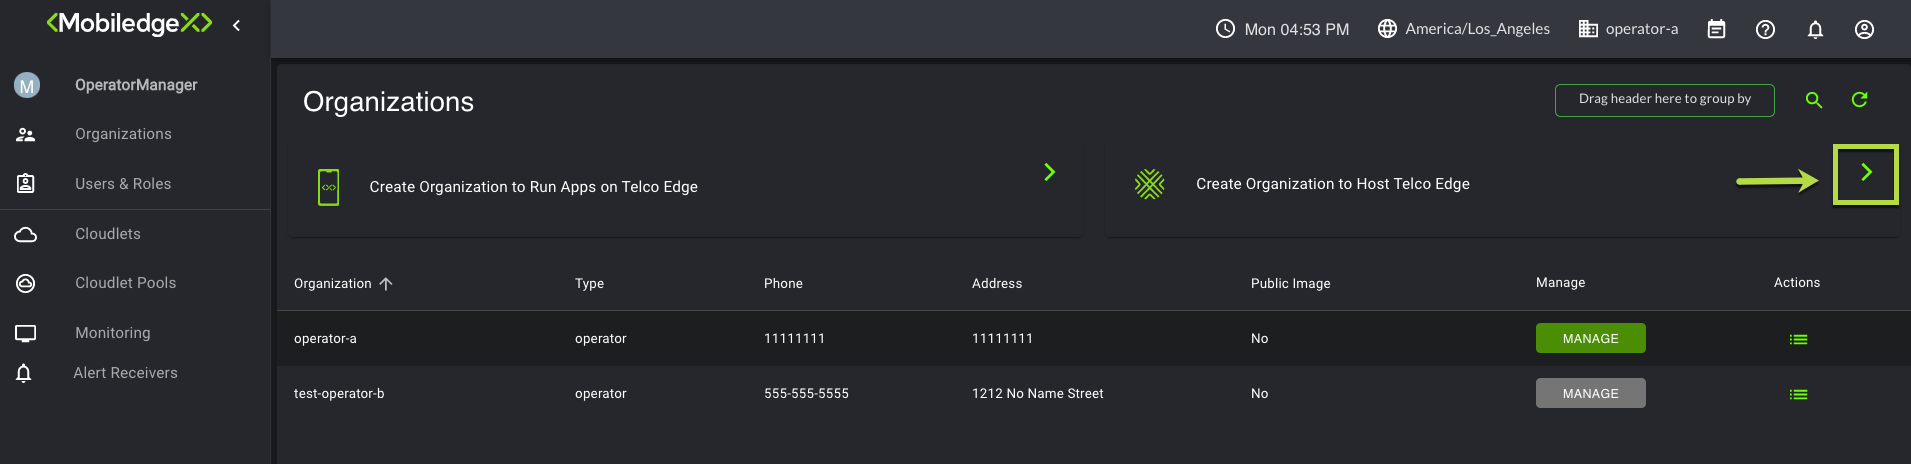 <MobiledgeX>
Mon 04:53 PM America/Los_Angeles operator-a
M OperatorManager
Organizations
Users & Roles
Cloudlets
Cloudlet Pools
Monitoring
Alert Receivers
Organizations
Drag header here to group by
Create Organization to Run Apps on Telco Edge
Create Organization to Host Telco Edge
Organization Type Phone Address Public Image Manage Actions
operator-a operator 11111111 11111111 No MANAGE
test-operator-b operator 555-555-5555 1212 No Name Street No MANAGE